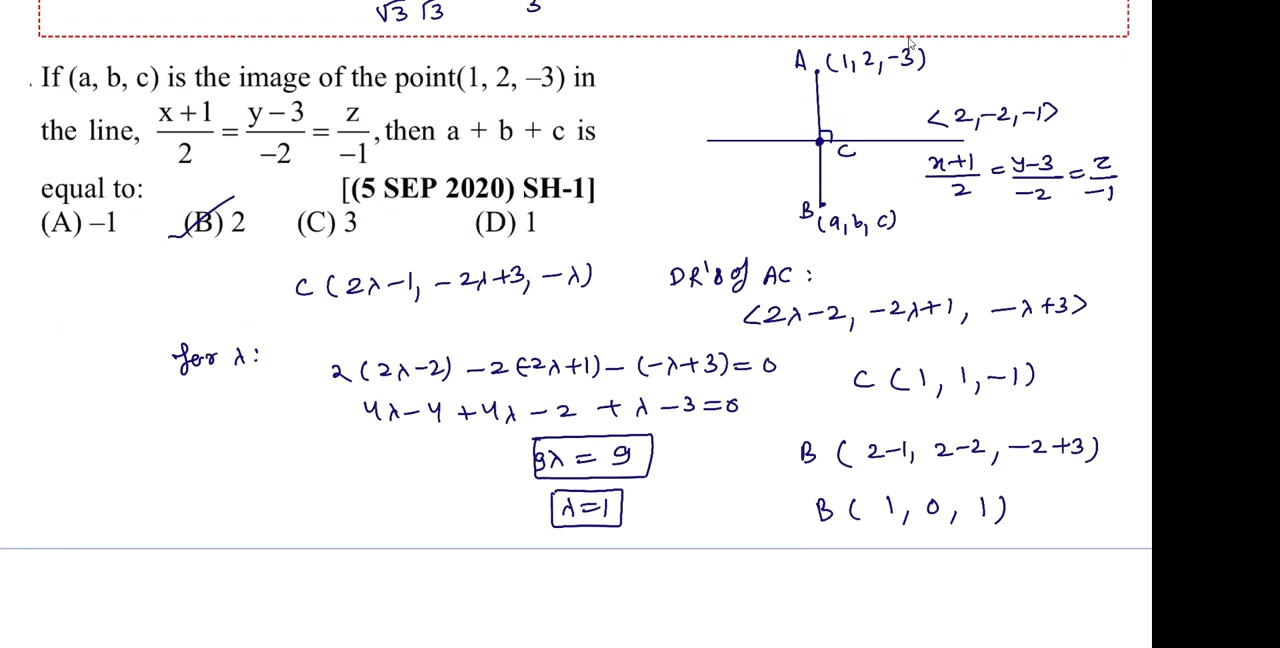 √3 √3 3
. If (a, b, c) is the image of the point(1, 2, –3) in
the line, x+1/2 = y−3/−2 = z/−1, then a + b + c is
equal to: [(5 SEP 2020) SH-1]
(A) –1 (B) 2 (C) 3 (D) 1
A (1, 2, -3)
<2, -2, -1>
C
x+1/2 = y-3/-2 = z/-1
B (a, b, c)
C (2λ-1, -2λ+3, -λ)
DR's of AC :
<2λ-2, -2λ+1, -λ+3>
for λ:
2(2λ-2) -2(-2λ+1) - (-λ+3) = 0
4λ-4 +4λ-2 + λ-3=0
9λ = 9
λ=1
C (1, 1, -1)
B ( 2-1, 2-2, -2+3)
B ( 1, 0, 1)